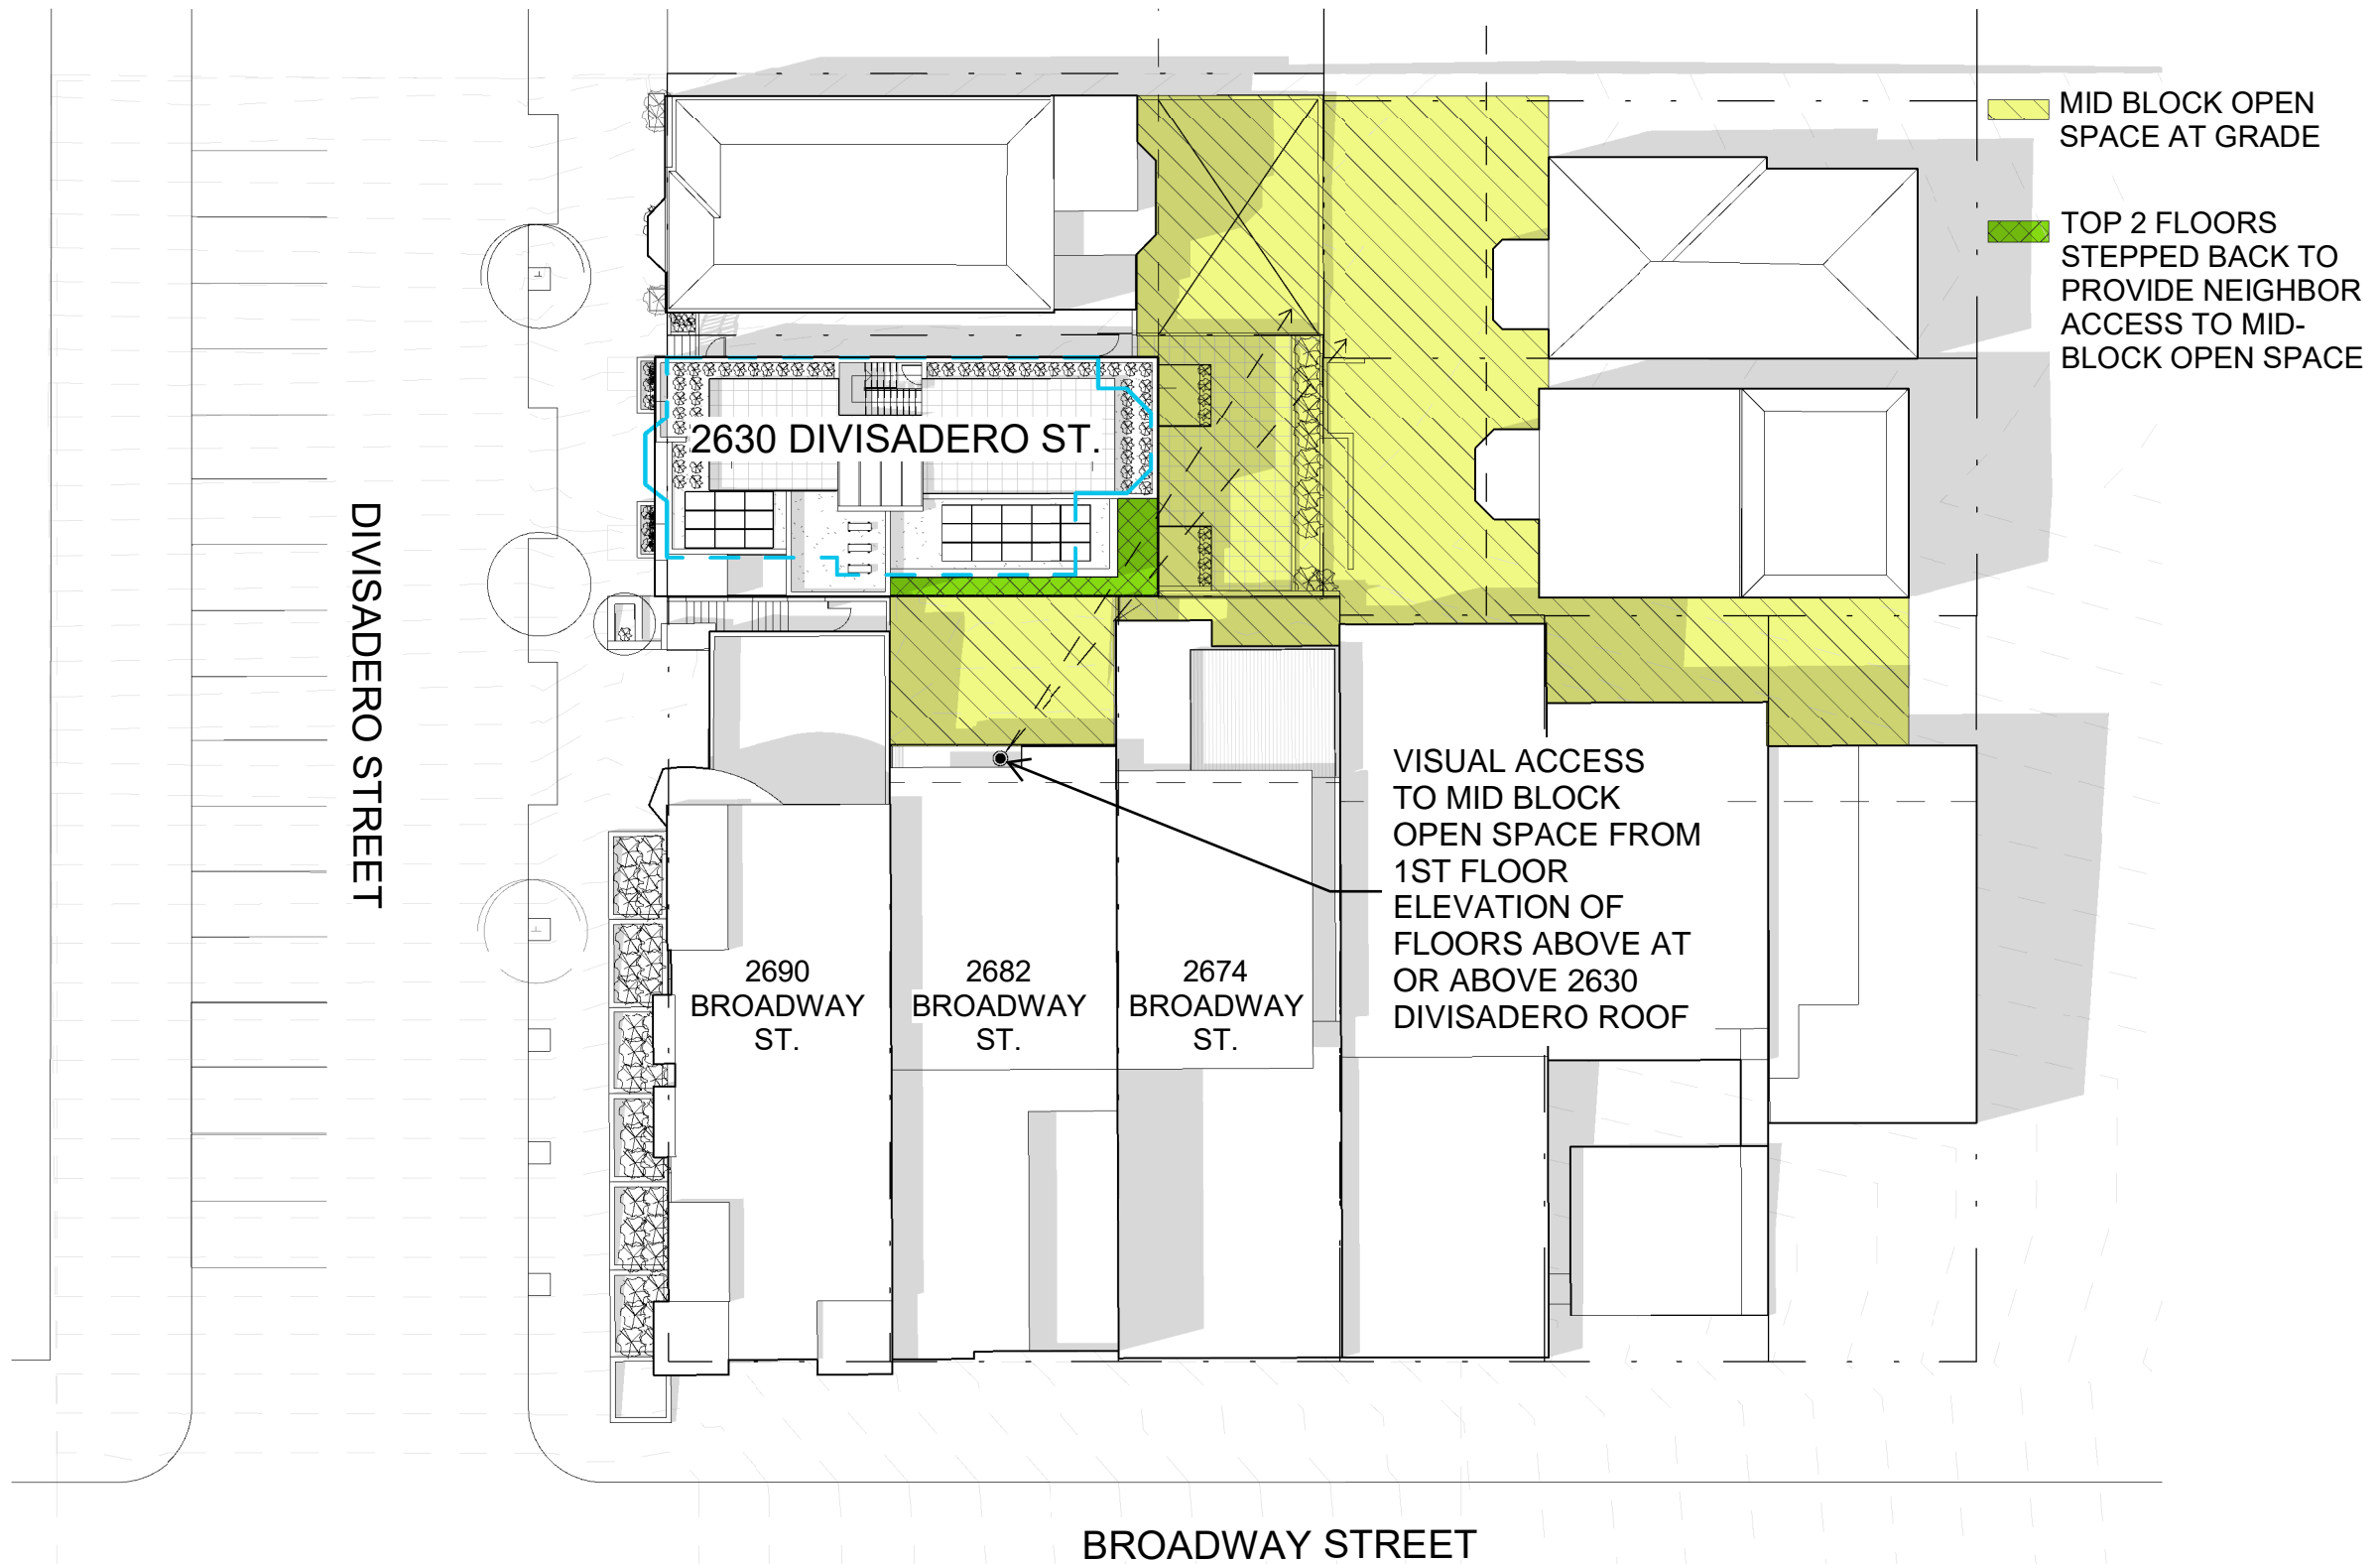 MID BLOCK OPEN
SPACE AT GRADE
TOP 2 FLOORS
STEPPED BACK TO
PROVIDE NEIGHBOR
ACCESS TO MID-
BLOCK OPEN SPACE
2630 DIVISADERO ST.
DIVISADERO STREET
VISUAL ACCESS
TO MID BLOCK
OPEN SPACE FROM
1ST FLOOR
ELEVATION OF
FLOORS ABOVE AT
OR ABOVE 2630
DIVISADERO ROOF
2690
BROADWAY
ST.
2682
BROADWAY
ST.
2674
BROADWAY
ST.
BROADWAY STREET